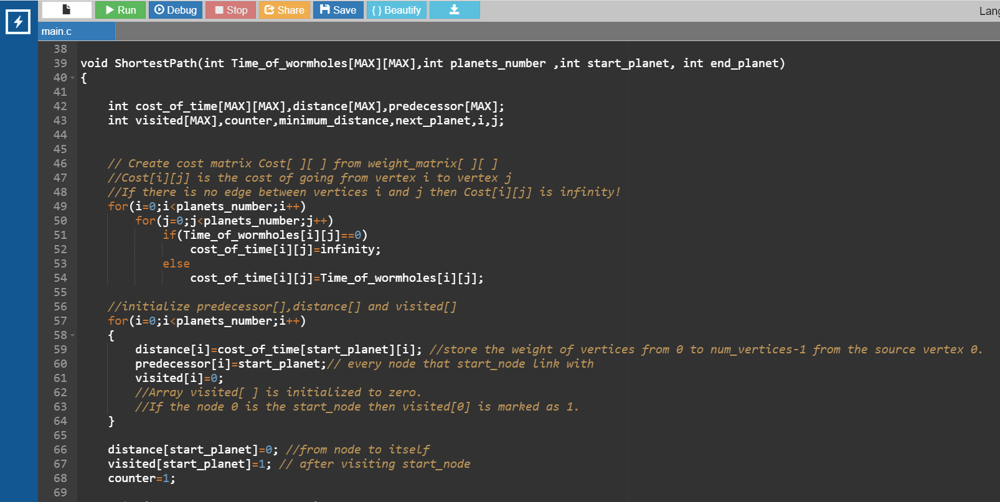 Run Debug Stop Share Save { } Beautify Lang
main.c
38
39 void ShortestPath(int Time_of_wormholes[MAX][MAX],int planets_number ,int start_planet, int end_planet)
40 {
41
42 int cost_of_time[MAX][MAX],distance[MAX],predecessor[MAX];
43 int visited[MAX],counter,minimum_distance,next_planet,i,j;
44
45
46 // Create cost matrix Cost[ ][ ] from weight_matrix[ ][ ]
47 //Cost[i][j] is the cost of going from vertex i to vertex j
48 //If there is no edge between vertices i and j then Cost[i][j] is infinity!
49 for(i=0;i<planets_number;i++)
50 for(j=0;j<planets_number;j++)
51 if(Time_of_wormholes[i][j]==0)
52 cost_of_time[i][j]=infinity;
53 else
54 cost_of_time[i][j]=Time_of_wormholes[i][j];
55
56 //initialize predecessor[],distance[] and visited[]
57 for(i=0;i<planets_number;i++)
58 {
59 distance[i]=cost_of_time[start_planet][i]; //store the weight of vertices from 0 to num_vertices-1 from the source vertex 0.
60 predecessor[i]=start_planet;// every node that start_node link with
61 visited[i]=0;
62 //Array visited[ ] is initialized to zero.
63 //If the node 0 is the start_node then visited[0] is marked as 1.
64 }
65
66 distance[start_planet]=0; //from node to itself
67 visited[start_planet]=1; // after visiting start_node
68 counter=1;
69